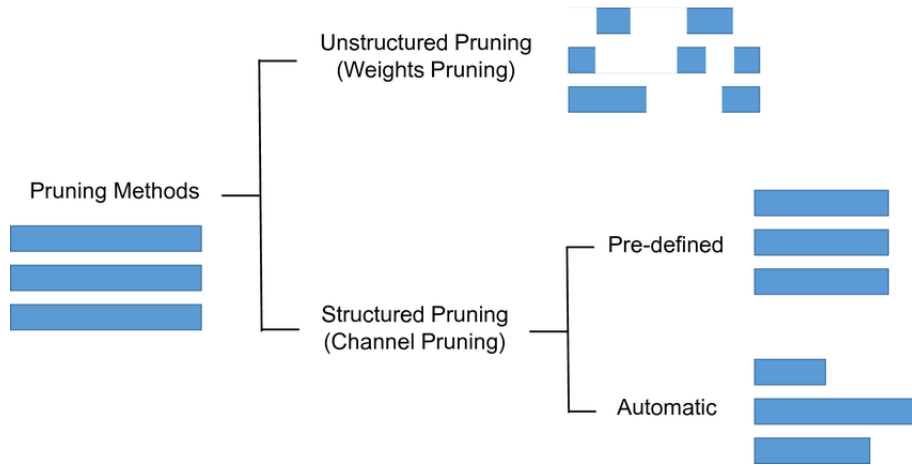 Unstructured Pruning
(Weights Pruning)
Pruning Methods
Pre-defined
Structured Pruning
(Channel Pruning)
Automatic